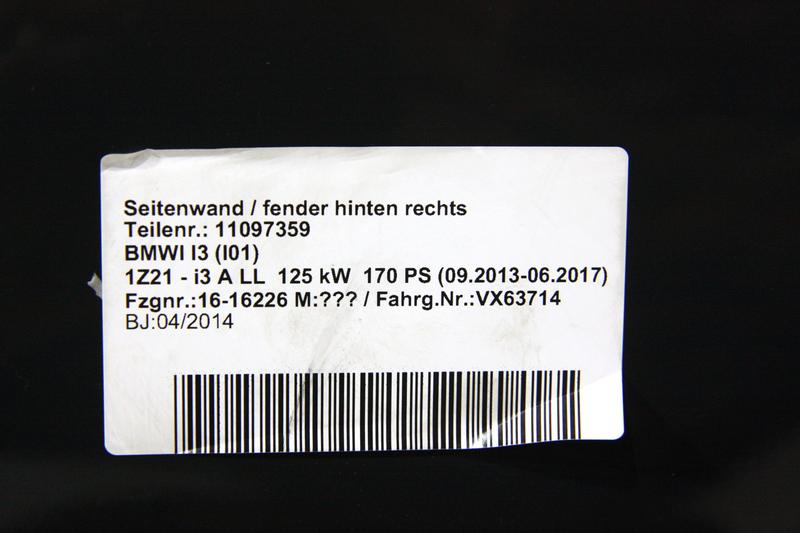 Seitenwand / fender hinten rechts
Teilenr.: 11097359
BMWI I3 (I01)
1Z21 - i3 A LL 125 kW 170 PS (09.2013-06.2017)
Fzgnr.:16-16226 M:??? / Fahrg.Nr.:VX63714
BJ:04/2014